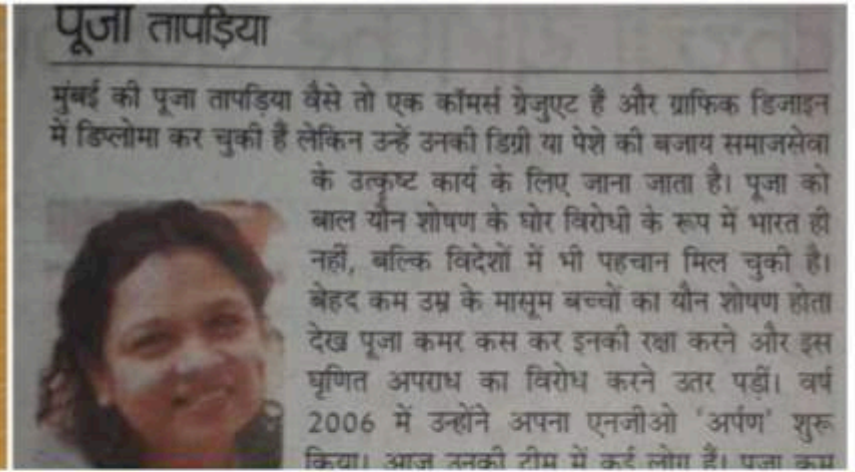 पूजा तापड़िया
मुंबई की पूजा तापड़िया वैसे तो एक कॉमर्स ग्रेजुएट हैं और ग्राफिक डिजाइन
में डिप्लोमा कर चुकी हैं लेकिन उन्हें उनकी डिग्री या पेशे की बजाय समाजसेवा
के उत्कृष्ट कार्य के लिए जाना जाता है। पूजा को
बाल यौन शोषण के घोर विरोधी के रूप में भारत ही
नहीं, बल्कि विदेशों में भी पहचान मिल चुकी है।
बेहद कम उम्र के मासूम बच्चों का यौन शोषण होता
देख पूजा कमर कस कर इनकी रक्षा करने और इस
घृणित अपराध का विरोध करने उतर पड़ीं। वर्ष
2006 में उन्होंने अपना एनजीओ 'अर्पण' शुरू
किया। आज उनकी टीम में कई लोग हैं। पूजा कम